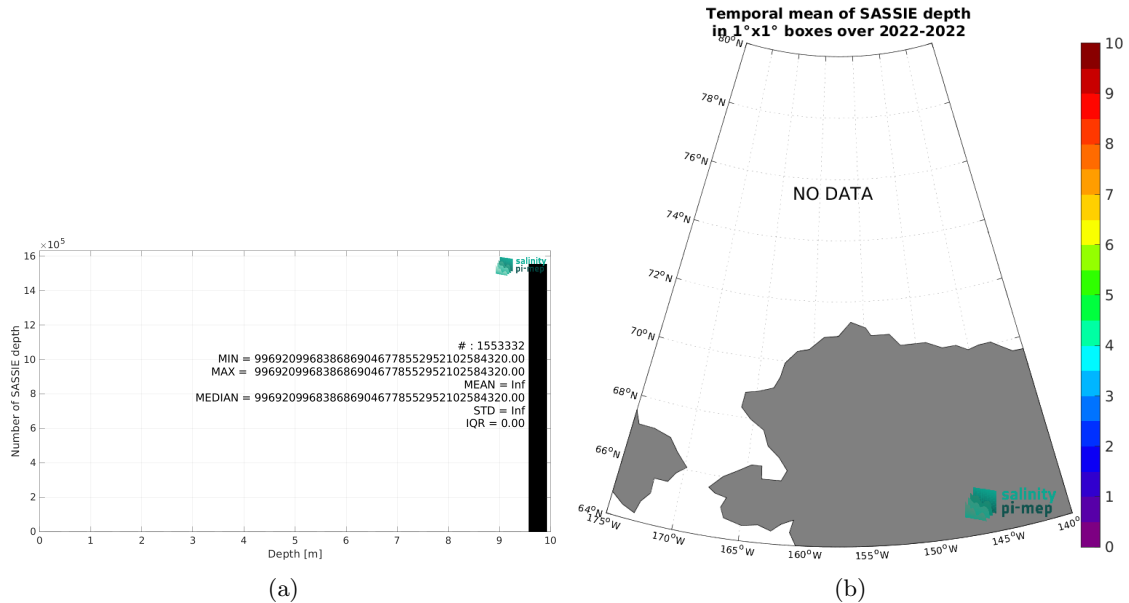 ×10⁵
16
14
12
10
8
6
4
2
0
Number of SASSIE depth
salinity
pi-mep
# : 1553332
MIN = 9969209968386869046778552952102584320.00
MAX = 9969209968386869046778552952102584320.00
MEAN = Inf
MEDIAN = 9969209968386869046778552952102584320.00
STD = Inf
IQR = 0.00
0 1 2 3 4 5 6 7 8 9 10
Depth [m]
(a)
Temporal mean of SASSIE depth
in 1°x1° boxes over 2022-2022
80°N
78°N
76°N
74°N
72°N
70°N
68°N
66°N
64°N
NO DATA
salinity
pi-mep
175°W 170°W 165°W 160°W 155°W 150°W 145°W 140°
10
9
8
7
6
5
4
3
2
1
0
(b)